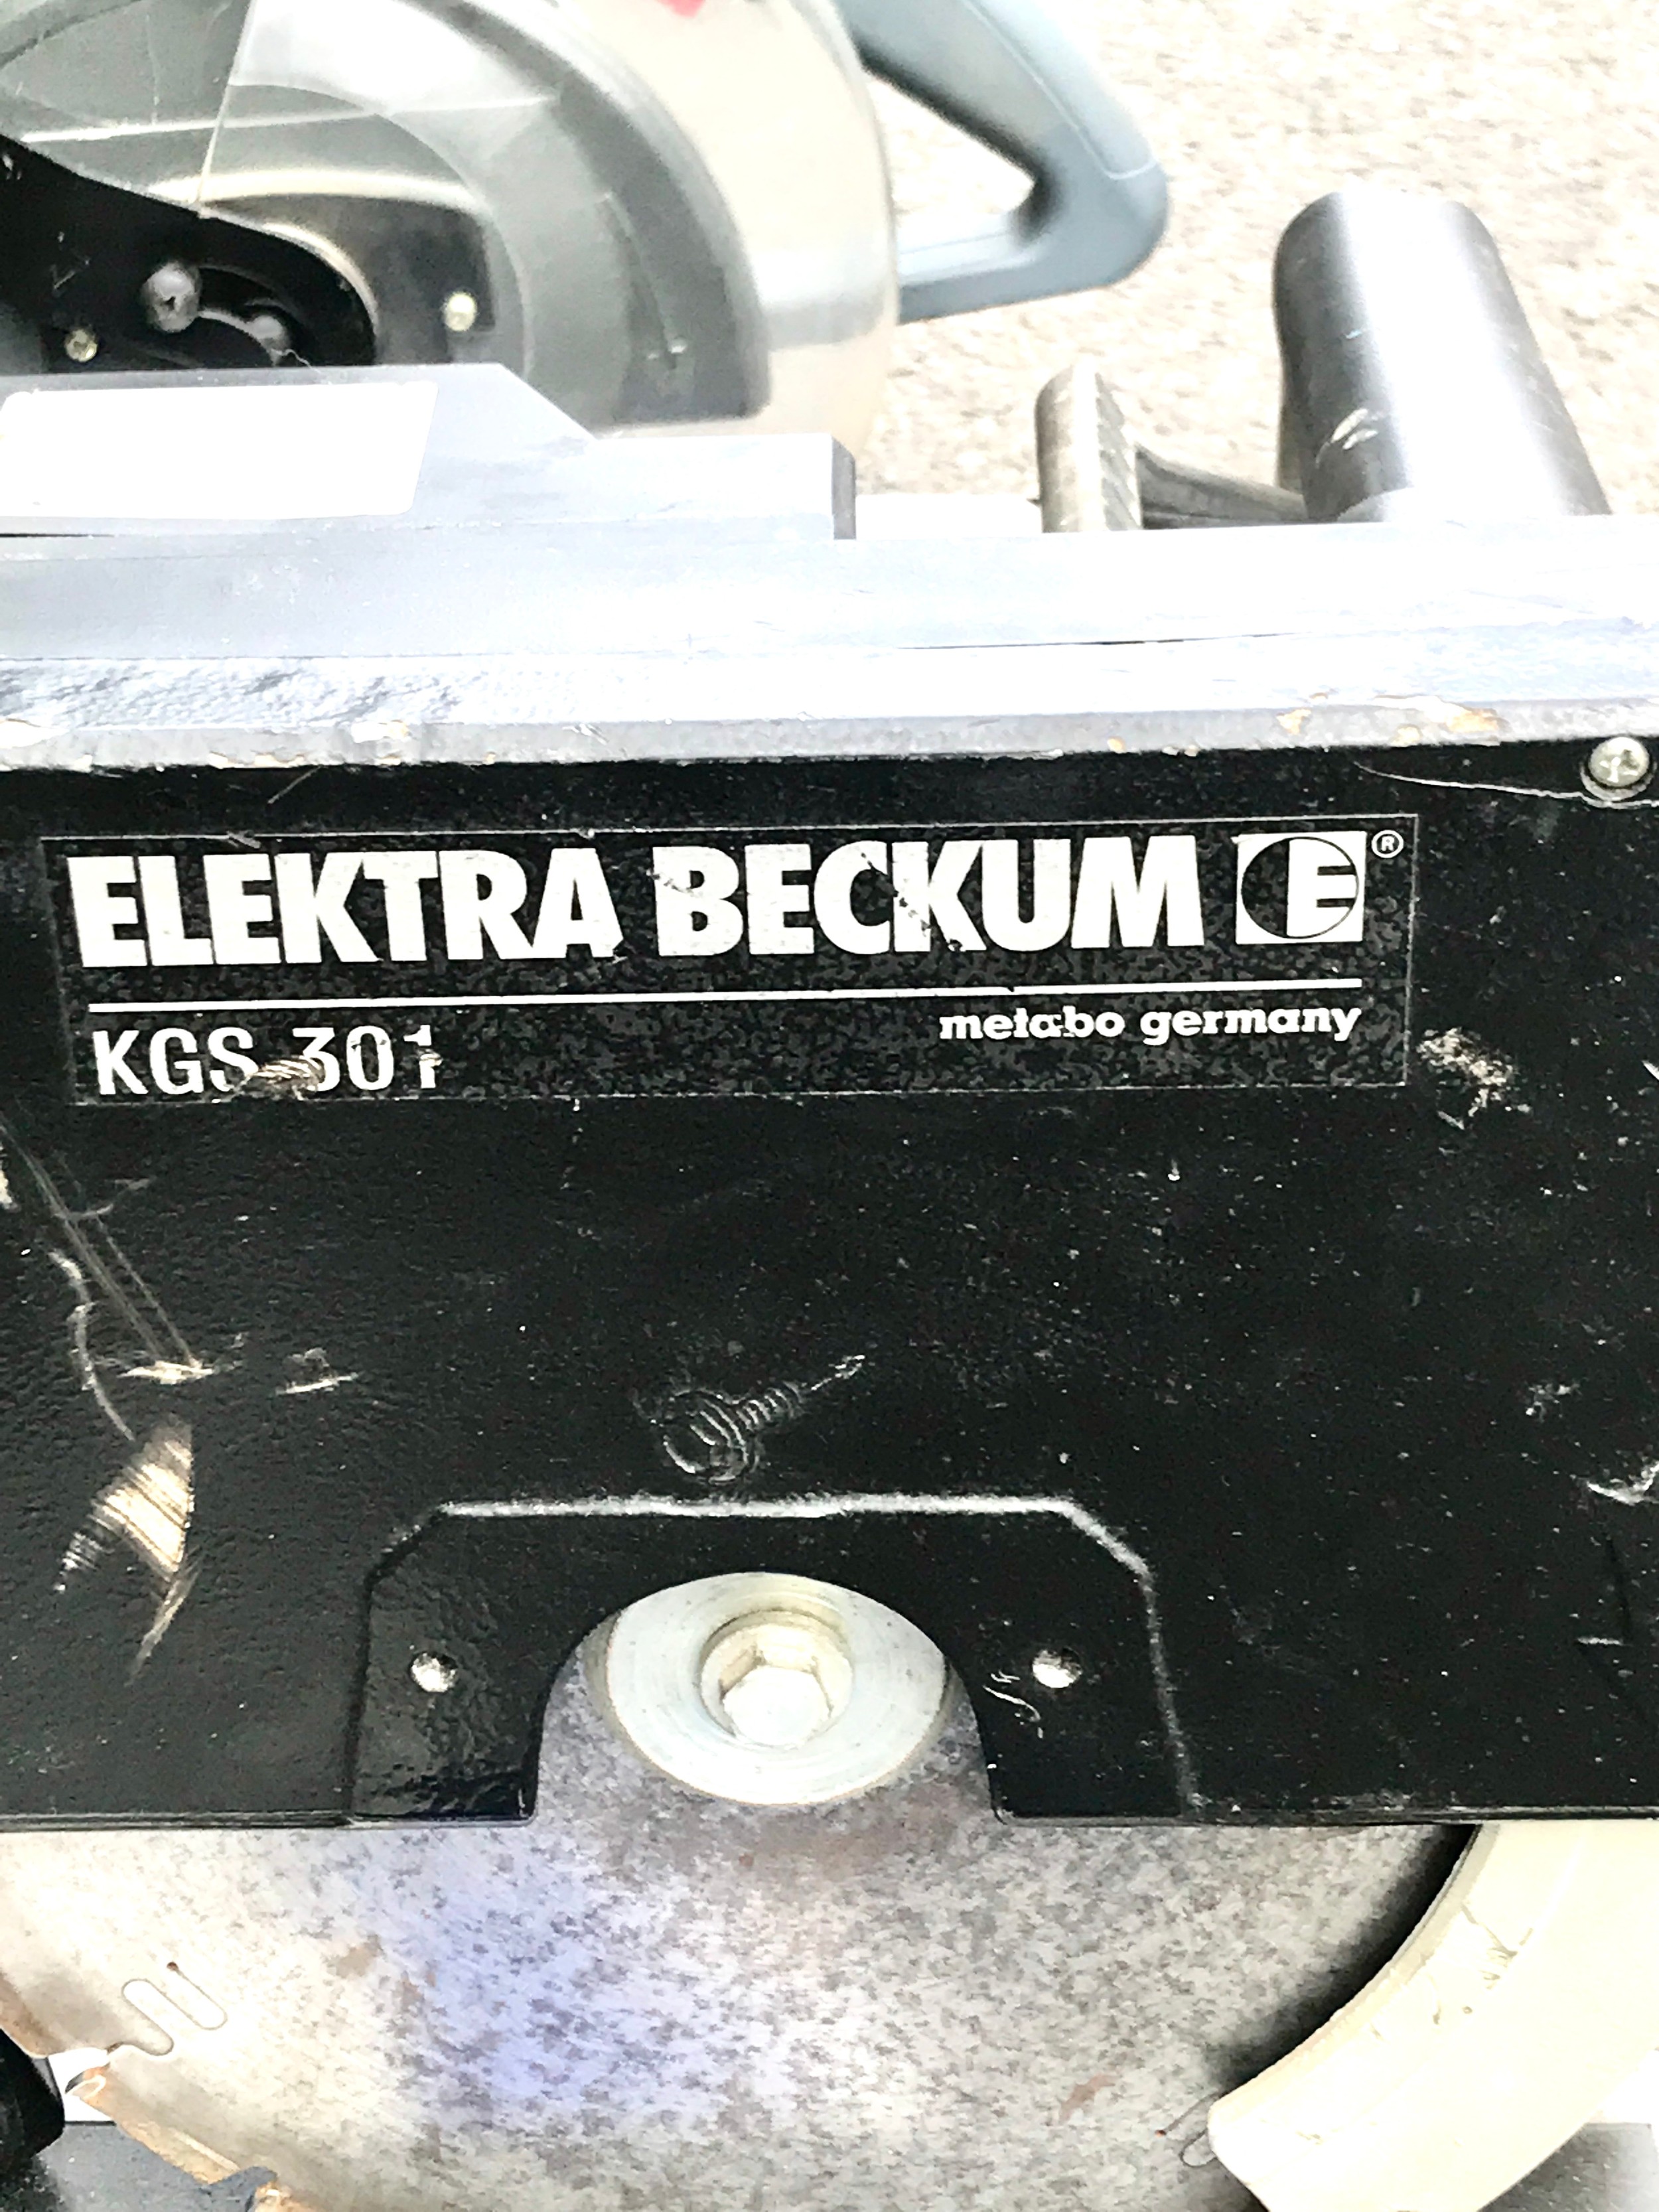 ELEKTRA BECKUM E®
metabo germany
KGS 301